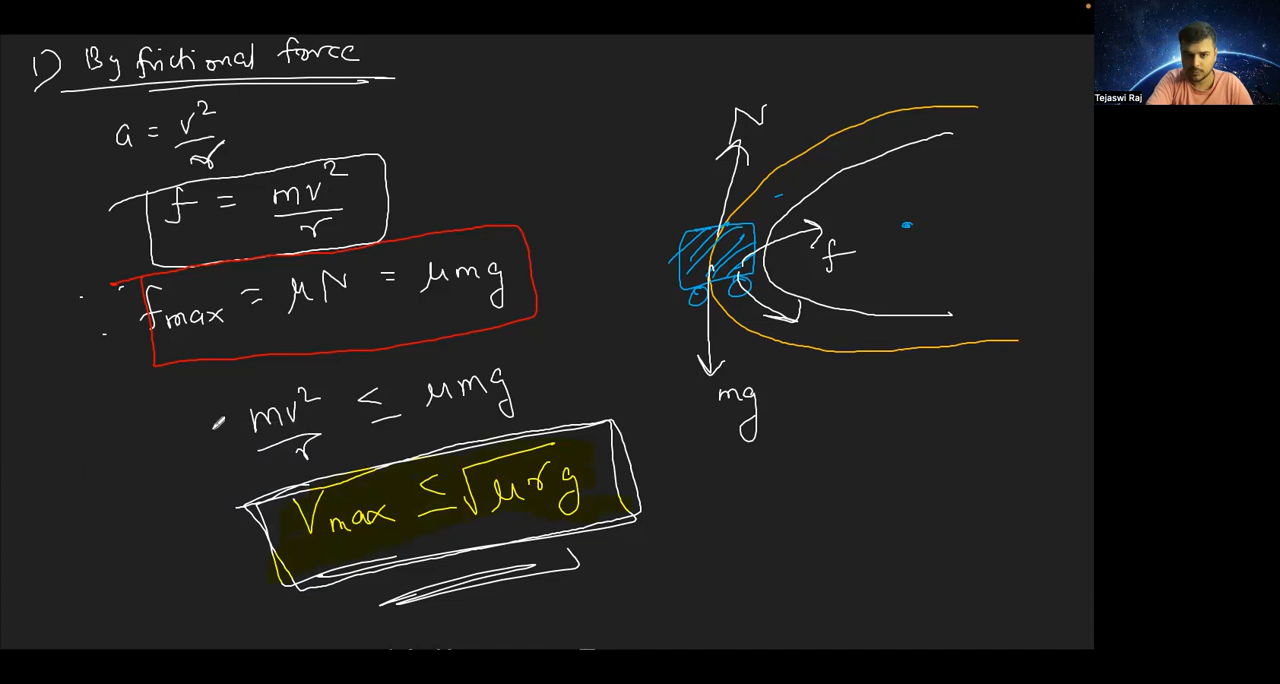 1) By frictional force
a = v²/r
f = mv²/r
∴ fmax = μN = μmg
mv²/r ≤ μmg
Vmax ≤ √μrg
N
f
mg
Tejaswi Raj